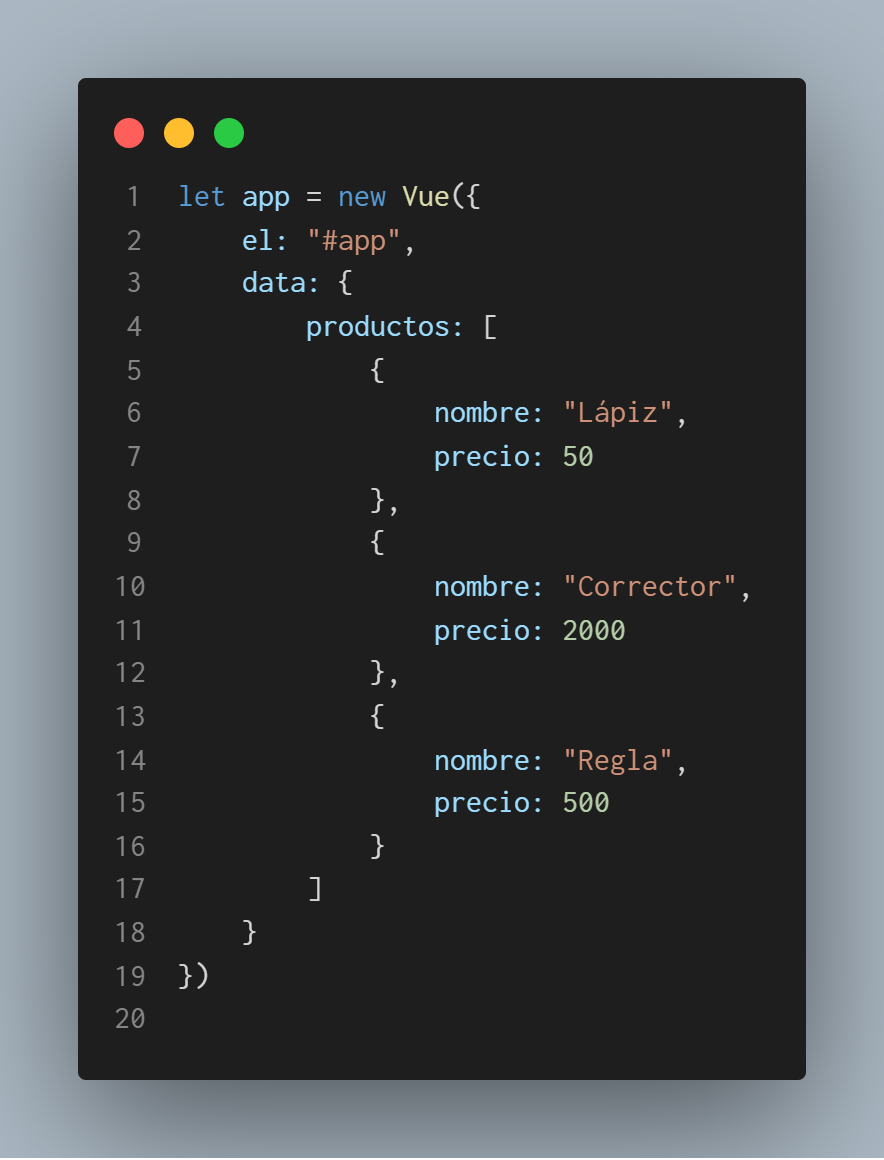 1 let app = new Vue({
2     el: "#app",
3     data: {
4         productos: [
5             {
6                 nombre: "Lápiz",
7                 precio: 50
8             },
9             {
10                 nombre: "Corrector",
11                 precio: 2000
12             },
13             {
14                 nombre: "Regla",
15                 precio: 500
16             }
17         ]
18     }
19 })
20